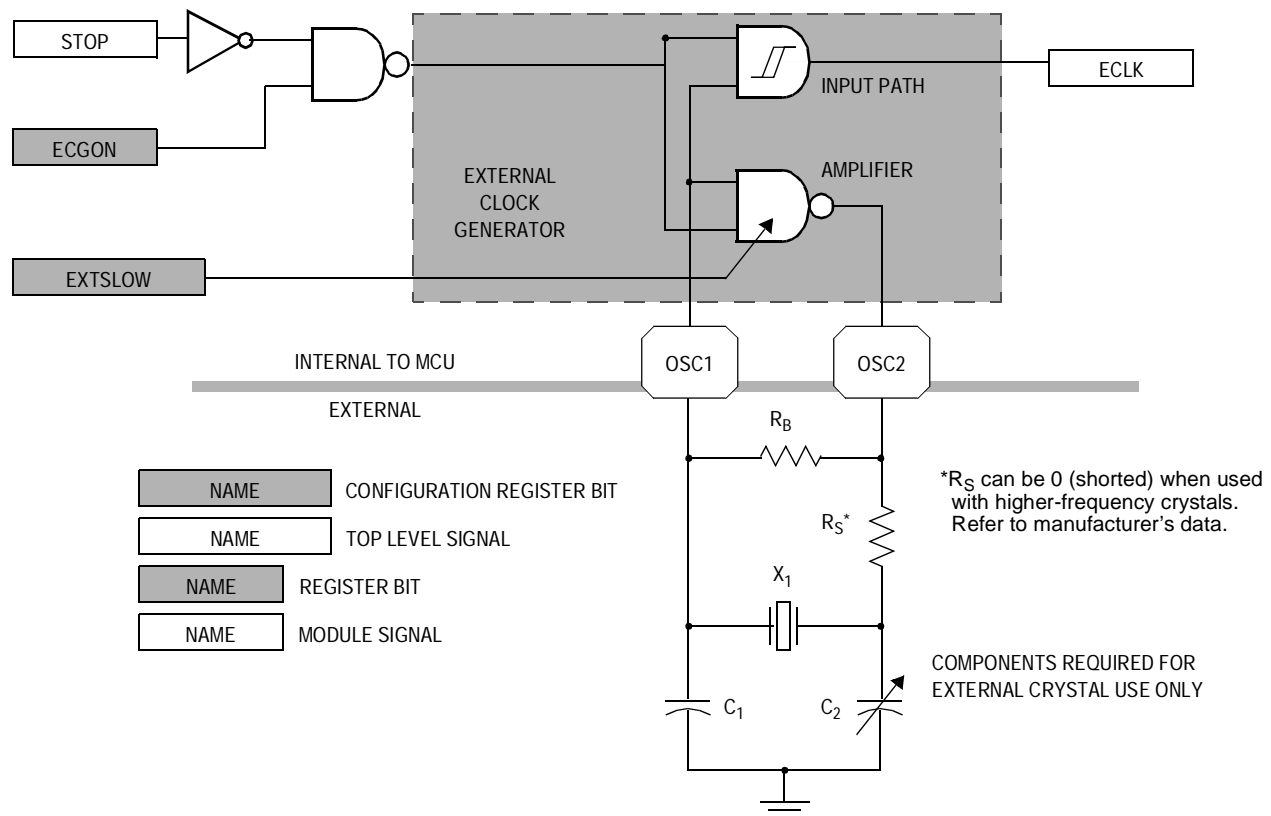 STOP
ECLK
INPUT PATH
ECGON
AMPLIFIER
EXTERNAL
CLOCK
GENERATOR
EXTSLOW
OSC1
OSC2
INTERNAL TO MCU
EXTERNAL
RB
NAME
CONFIGURATION REGISTER BIT
*RS can be 0 (shorted) when used
with higher-frequency crystals.
Refer to manufacturer's data.
NAME
TOP LEVEL SIGNAL
RS*
NAME
REGISTER BIT
X1
NAME
MODULE SIGNAL
COMPONENTS REQUIRED FOR
EXTERNAL CRYSTAL USE ONLY
C1
C2